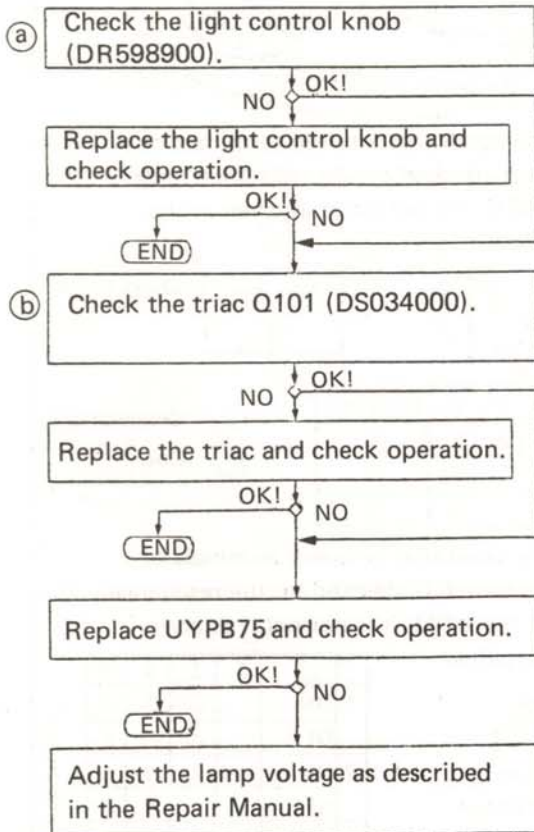 a Check the light control knob
(DR598900).
OK!
NO
Replace the light control knob and
check operation.
OK!
NO
END
b Check the triac Q101 (DS034000).
OK!
NO
Replace the triac and check operation.
OK!
NO
END
Replace UYPB75 and check operation.
OK!
NO
END
Adjust the lamp voltage as described
in the Repair Manual.